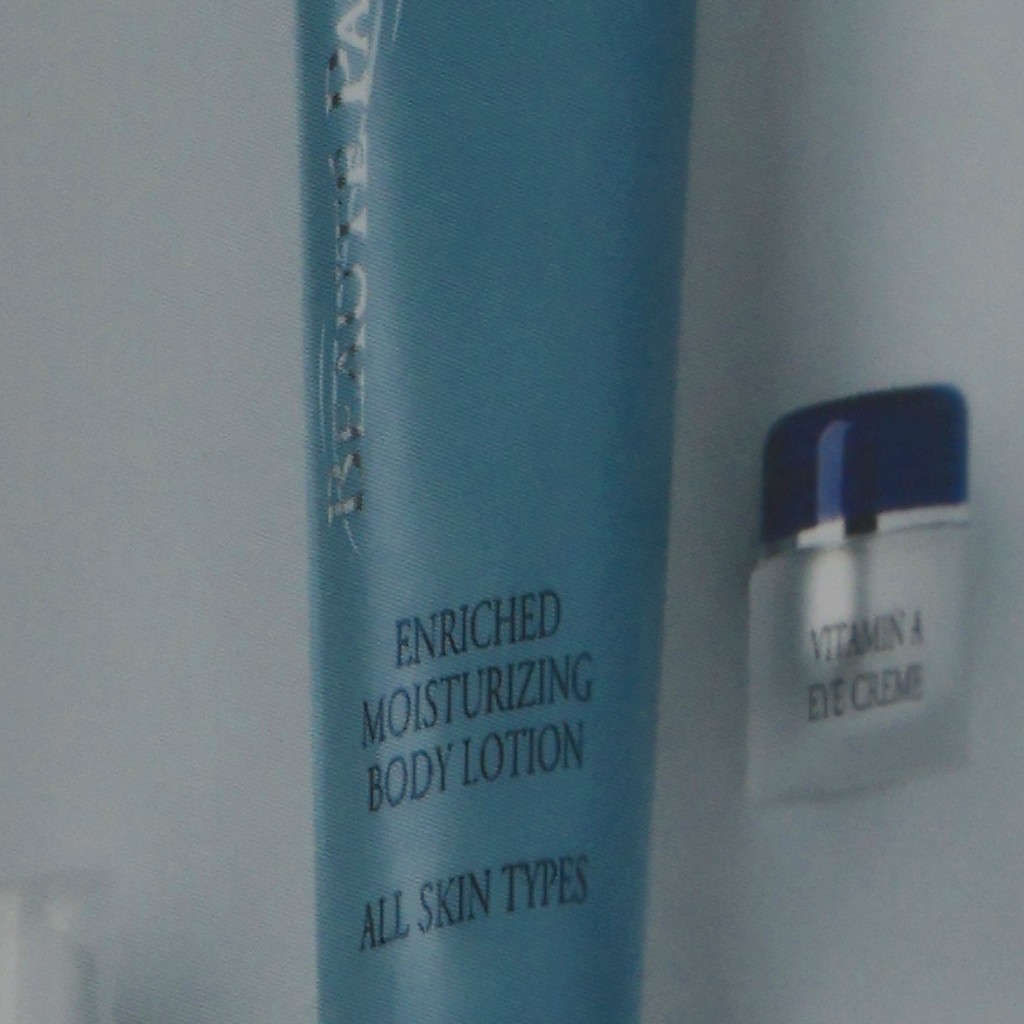 ENRICHED
MOISTURIZING
BODY LOTION
ALL SKIN TYPES
VITAMIN A
EYE CREME